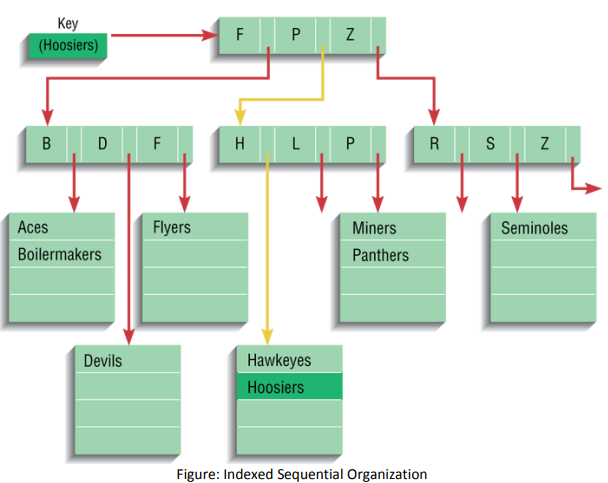 Key
(Hoosiers)
F P Z
B D F
H L P
R S Z
Aces
Boilermakers
Flyers
Miners
Panthers
Seminoles
Devils
Hawkeyes
Hoosiers
Figure: Indexed Sequential Organization